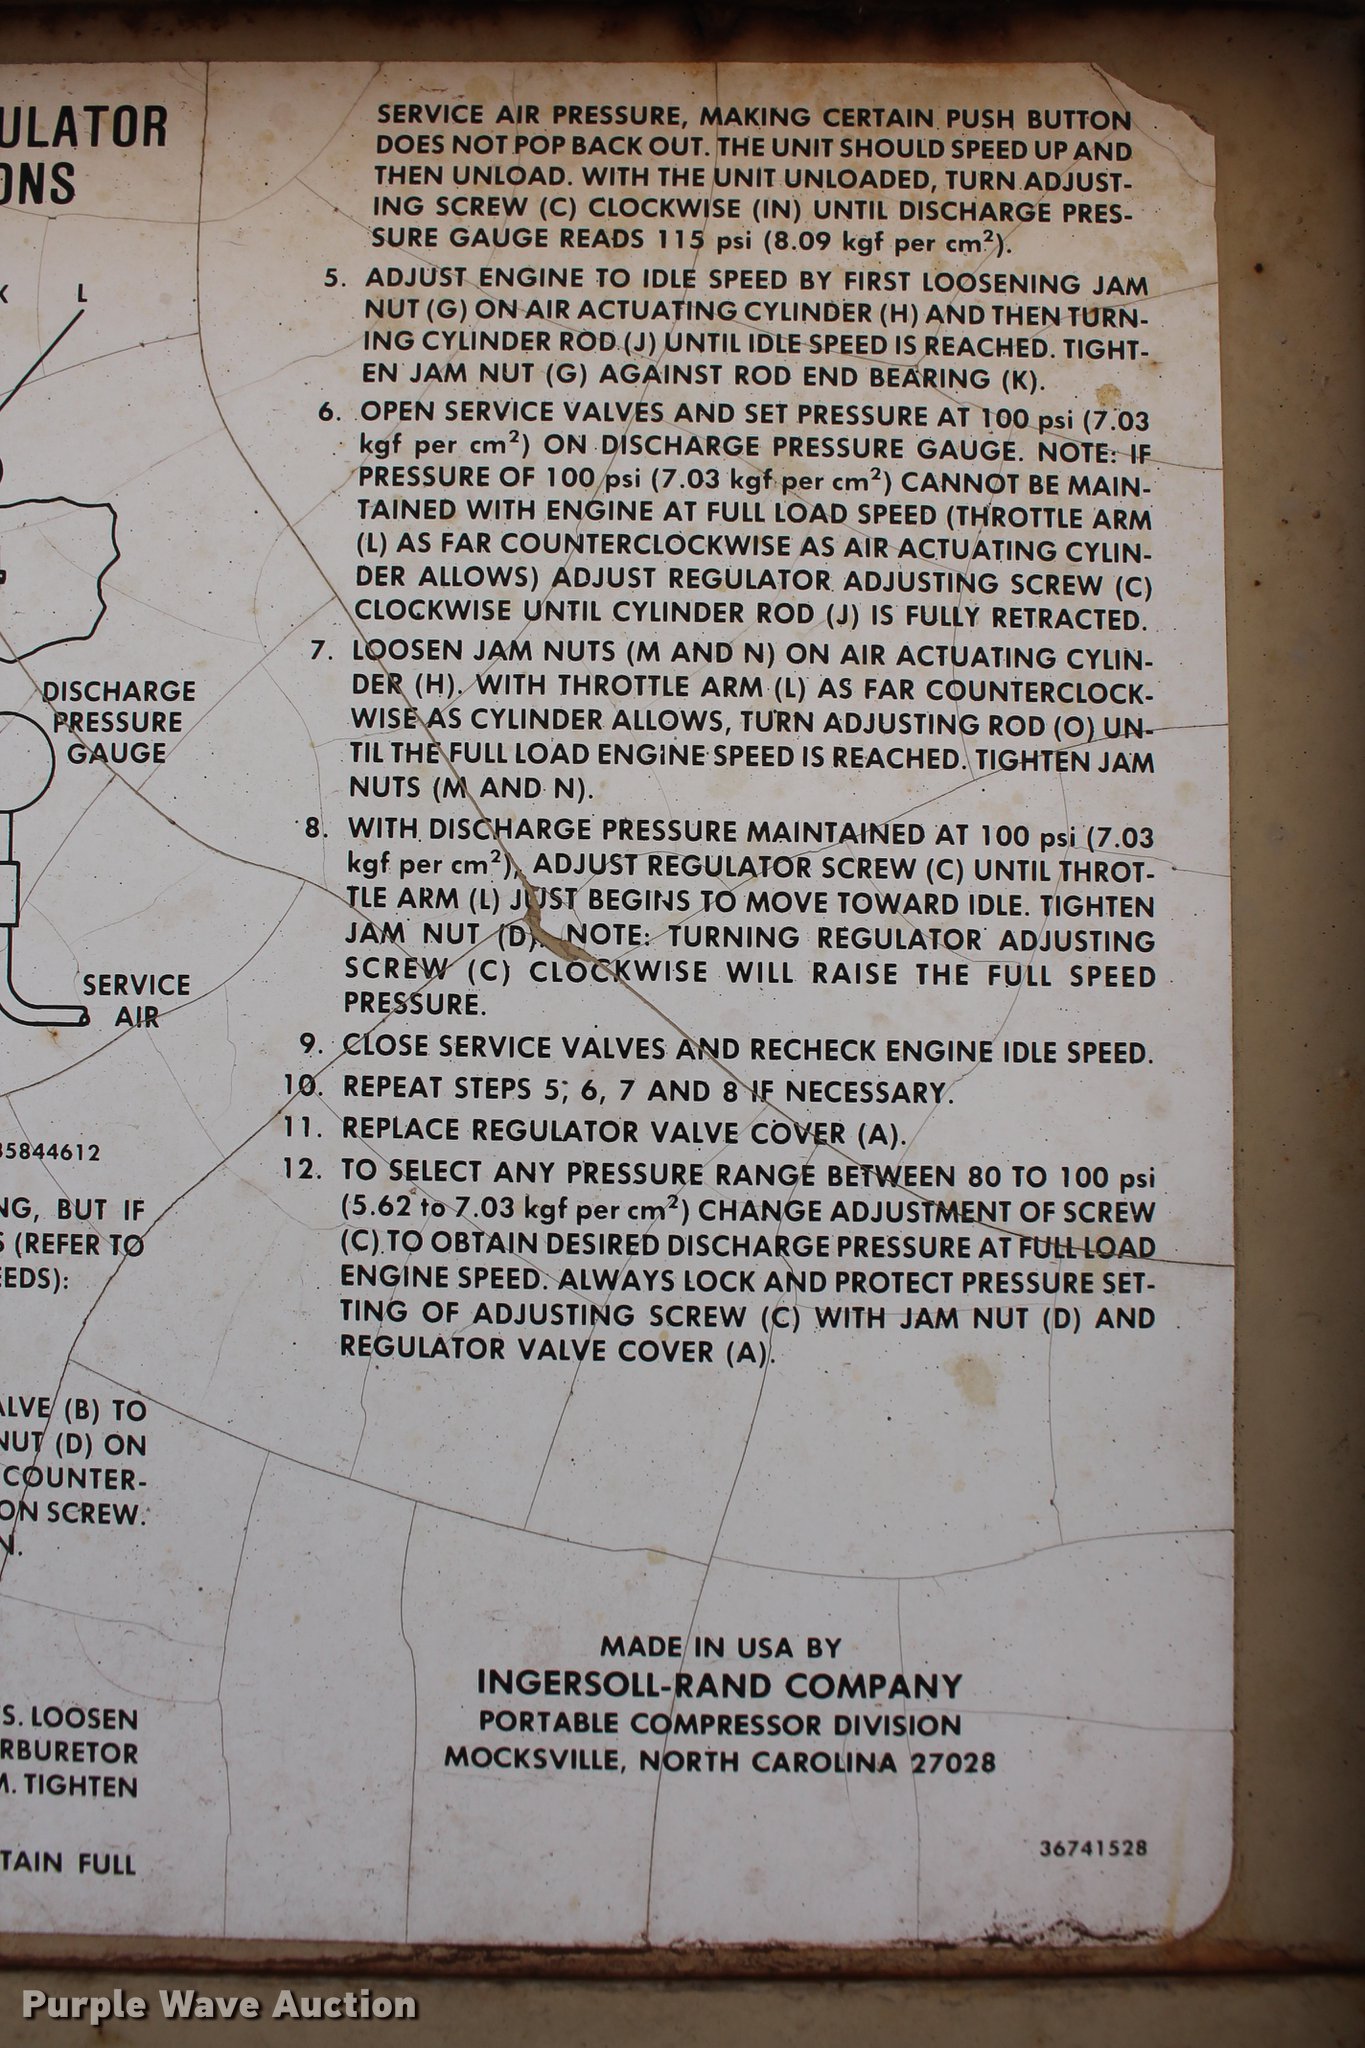 ULATOR
ONS
K L
DISCHARGE
PRESSURE
GAUGE
SERVICE
AIR
35844612
NG, BUT IF
S (REFER TO
EEDS):
ALVE (B) TO
NUT (D) ON
COUNTER-
ON SCREW.
N.
S. LOOSEN
RBURETOR
M. TIGHTEN
TAIN FULL
SERVICE AIR PRESSURE, MAKING CERTAIN PUSH BUTTON
DOES NOT POP BACK OUT. THE UNIT SHOULD SPEED UP AND
THEN UNLOAD. WITH THE UNIT UNLOADED, TURN ADJUST-
ING SCREW (C) CLOCKWISE (IN) UNTIL DISCHARGE PRES-
SURE GAUGE READS 115 psi (8.09 kgf per cm²).
5. ADJUST ENGINE TO IDLE SPEED BY FIRST LOOSENING JAM
NUT (G) ON AIR ACTUATING CYLINDER (H) AND THEN TURN-
ING CYLINDER ROD (J) UNTIL IDLE SPEED IS REACHED. TIGHT-
EN JAM NUT (G) AGAINST ROD END BEARING (K).
6. OPEN SERVICE VALVES AND SET PRESSURE AT 100 psi (7.03
kgf per cm²) ON DISCHARGE PRESSURE GAUGE. NOTE: IF
PRESSURE OF 100 psi (7.03 kgf per cm²) CANNOT BE MAIN-
TAINED WITH ENGINE AT FULL LOAD SPEED (THROTTLE ARM
(L) AS FAR COUNTERCLOCKWISE AS AIR ACTUATING CYLIN-
DER ALLOWS) ADJUST REGULATOR ADJUSTING SCREW (C)
CLOCKWISE UNTIL CYLINDER ROD (J) IS FULLY RETRACTED.
7. LOOSEN JAM NUTS (M AND N) ON AIR ACTUATING CYLIN-
DER (H). WITH THROTTLE ARM (L) AS FAR COUNTERCLOCK-
WISE AS CYLINDER ALLOWS, TURN ADJUSTING ROD (O) UN-
TIL THE FULL LOAD ENGINE SPEED IS REACHED. TIGHTEN JAM
NUTS (M AND N).
8. WITH DISCHARGE PRESSURE MAINTAINED AT 100 psi (7.03
kgf per cm²), ADJUST REGULATOR SCREW (C) UNTIL THROT-
TLE ARM (L) JUST BEGINS TO MOVE TOWARD IDLE. TIGHTEN
JAM NUT (D). NOTE: TURNING REGULATOR ADJUSTING
SCREW (C) CLOCKWISE WILL RAISE THE FULL SPEED
PRESSURE.
9. CLOSE SERVICE VALVES AND RECHECK ENGINE IDLE SPEED.
10. REPEAT STEPS 5, 6, 7 AND 8 IF NECESSARY.
11. REPLACE REGULATOR VALVE COVER (A).
12. TO SELECT ANY PRESSURE RANGE BETWEEN 80 TO 100 psi
(5.62 to 7.03 kgf per cm²) CHANGE ADJUSTMENT OF SCREW
(C) TO OBTAIN DESIRED DISCHARGE PRESSURE AT FULL LOAD
ENGINE SPEED. ALWAYS LOCK AND PROTECT PRESSURE SET-
TING OF ADJUSTING SCREW (C) WITH JAM NUT (D) AND
REGULATOR VALVE COVER (A).
MADE IN USA BY
INGERSOLL-RAND COMPANY
PORTABLE COMPRESSOR DIVISION
MOCKSVILLE, NORTH CAROLINA 27028
36741528
Purple Wave Auction